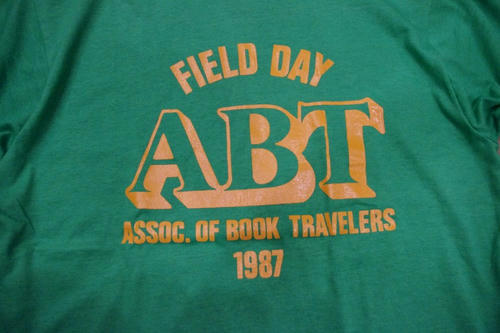 FIELD DAY
ABT
ASSOC. OF BOOK TRAVELERS
1987